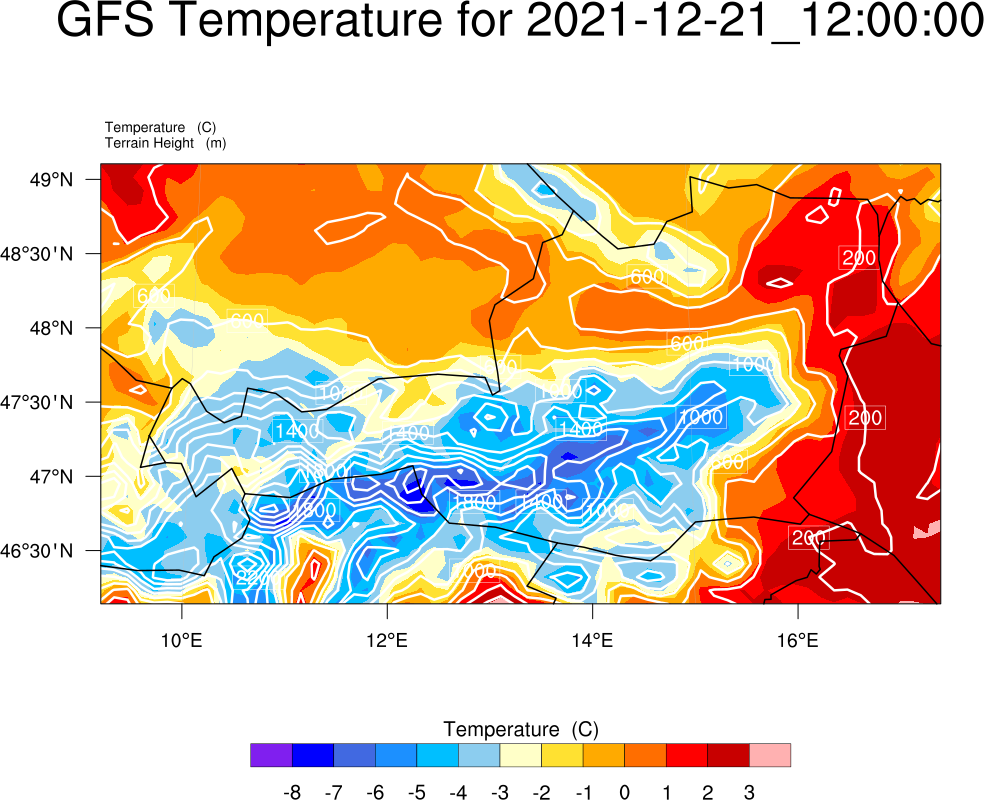 GFS Temperature for 2021-12-21_12:00:00
Temperature (C)
Terrain Height (m)
49°N
48°30'N
48°N
47°30'N
47°N
46°30'N
200
600
600
600
600
1000
1000
1000
200
1400
1400
1400
800
1800
1400
200
10°E
12°E
14°E
16°E
Temperature (C)
-8 -7 -6 -5 -4 -3 -2 -1 0 1 2 3